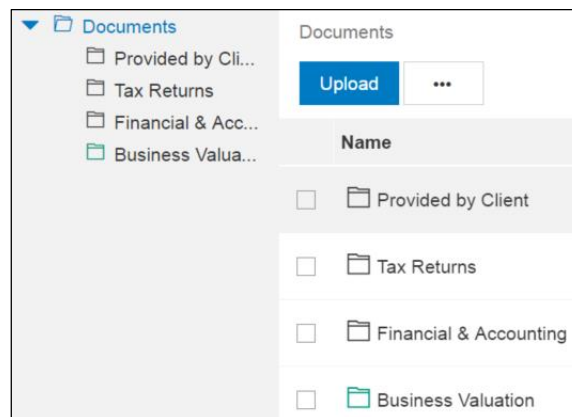 Documents
Provided by Cli...
Tax Returns
Financial & Acc...
Business Valua...
Documents
Upload
...
Name
Provided by Client
Tax Returns
Financial & Accounting
Business Valuation